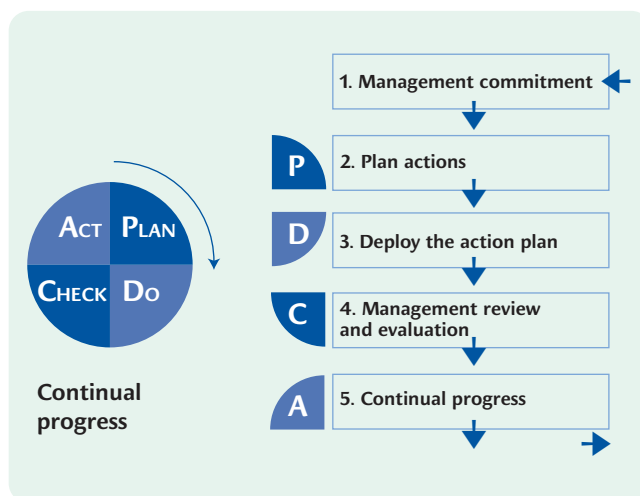 1. Management commitment
P
2. Plan actions
ACT PLAN
D
3. Deploy the action plan
CHECK DO
C
4. Management review
and evaluation
Continual
progress
A
5. Continual progress